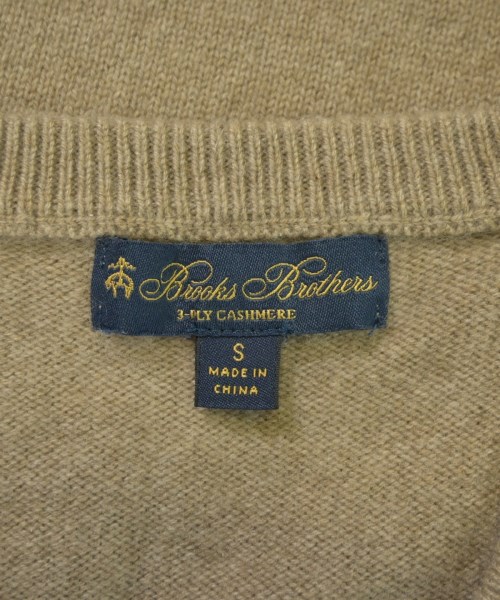 Brooks Brothers
3-PLY CASHMERE
S
MADE IN
CHINA